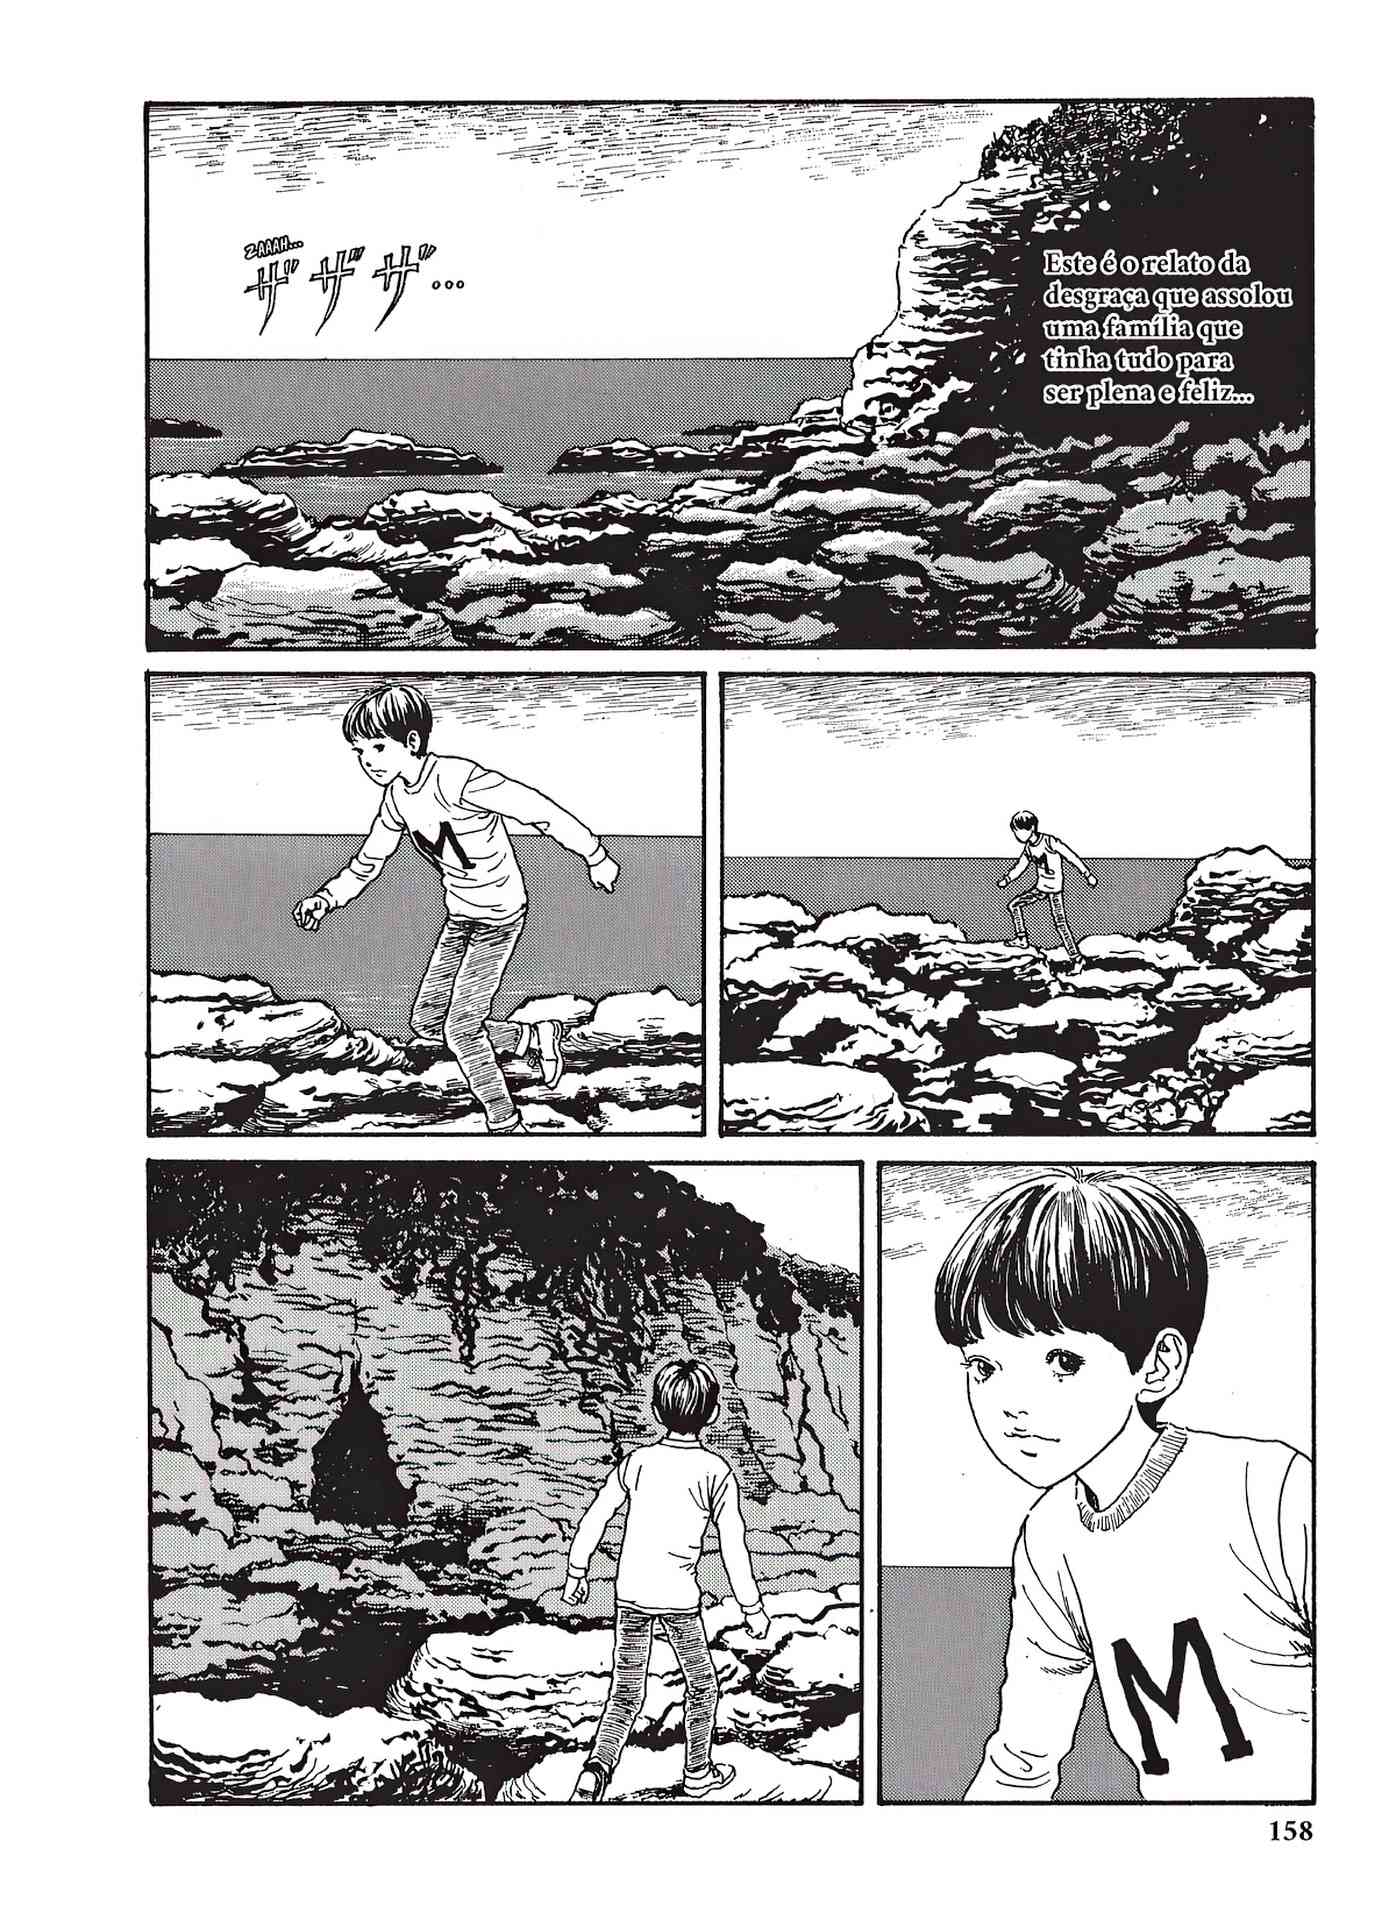 ZAAAH...
ザザザ...
Este é o relato da
desgraça que assolou
uma família que
tinha tudo para
ser plena e feliz...
M
M
M
158